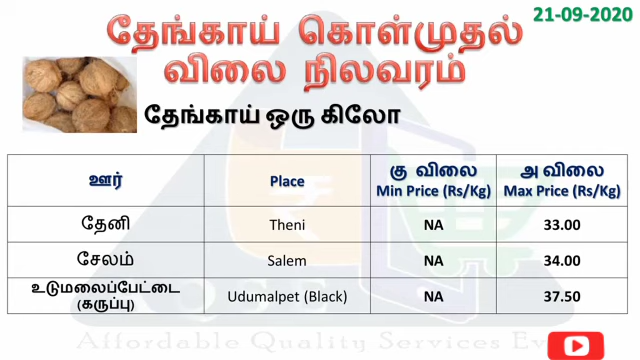 21-09-2020
தேங்காய் கொள்முதல்
விலை நிலவரம்
தேங்காய் ஒரு கிலோ
ஊர் Place கு விலை Min Price (Rs/Kg) அ விலை Max Price (Rs/Kg)
தேனி Theni NA 33.00
சேலம் Salem NA 34.00
உடுமலைப்பேட்டை (கருப்பு) Udumalpet (Black) NA 37.50
Affordable Quality Services